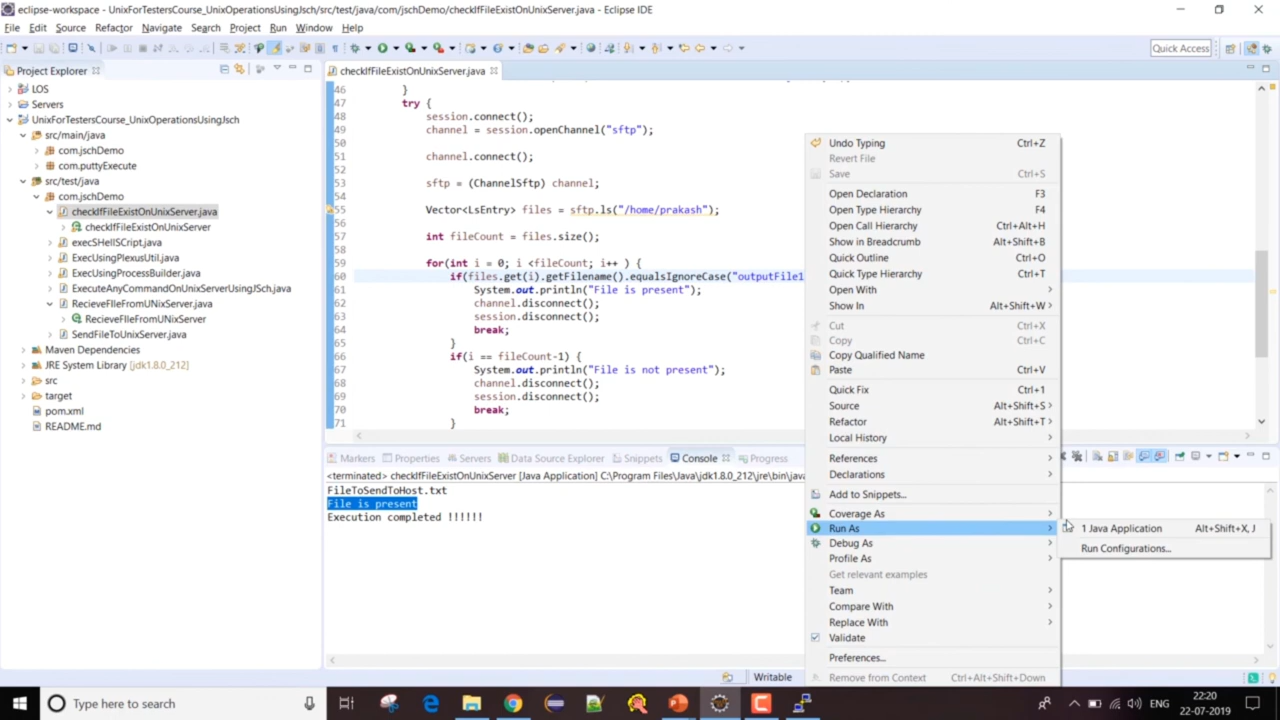 eclipse-workspace - UnixForTestersCourse_UnixOperationsUsingJsch/src/test/java/com/jschDemo/checkIfFileExistOnUnixServer.java - Eclipse IDE
File Edit Source Refactor Navigate Search Project Run Window Help
Quick Access
Project Explorer
LOS
Servers
UnixForTestersCourse_UnixOperationsUsingJsch
src/main/java
com.jschDemo
com.puttyExecute
src/test/java
com.jschDemo
checkIfFileExistOnUnixServer.java
checkIfFileExistOnUnixServer
execSHellSCript.java
ExecUsingPlexusUtil.java
ExecUsingProcessBuilder.java
ExecuteAnyCommandOnUnixServerUsingJSch.java
RecieveFIleFromUNixServer.java
RecieveFIleFromUNixServer
SendFileToUnixServer.java
Maven Dependencies
JRE System Library [jdk1.8.0_212]
src
target
pom.xml
README.md
checkIfFileExistOnUnixServer.java
46 }
47 try {
48 session.connect();
49 channel = session.openChannel("sftp");
50
51 channel.connect();
52
53 sftp = (ChannelSftp) channel;
54
55 Vector<LsEntry> files = sftp.ls("/home/prakash");
56
57 int fileCount = files.size();
58
59 for(int i = 0; i <fileCount; i++ ) {
60 if(files.get(i).getFilename().equalsIgnoreCase("outputFile1
61 System.out.println("File is present");
62 channel.disconnect();
63 session.disconnect();
64 break;
65 }
66 if(i == fileCount-1) {
67 System.out.println("File is not present");
68 channel.disconnect();
69 session.disconnect();
70 break;
71 }
Markers Properties Servers Data Source Explorer Snippets Console Progress
<terminated> checkIfFileExistOnUnixServer [Java Application] C:\Program Files\Java\jdk1.8.0_212\jre\bin\java
FileToSendToHost.txt
File is present
Execution completed !!!!!!
Undo Typing Ctrl+Z
Revert File
Save Ctrl+S
Open Declaration F3
Open Type Hierarchy F4
Open Call Hierarchy Ctrl+Alt+H
Show in Breadcrumb Alt+Shift+B
Quick Outline Ctrl+O
Quick Type Hierarchy Ctrl+T
Open With
Show In Alt+Shift+W
Cut Ctrl+X
Copy Ctrl+C
Copy Qualified Name
Paste Ctrl+V
Quick Fix Ctrl+1
Source Alt+Shift+S
Refactor Alt+Shift+T
Local History
References
Declarations
Add to Snippets...
Coverage As
Run As
Debug As
Profile As
Get relevant examples
Team
Compare With
Replace With
Validate
Preferences...
Remove from Context Ctrl+Alt+Shift+Down
1 Java Application Alt+Shift+X, J
Run Configurations...
Writable
Type here to search
ENG
22:20
22-07-2019